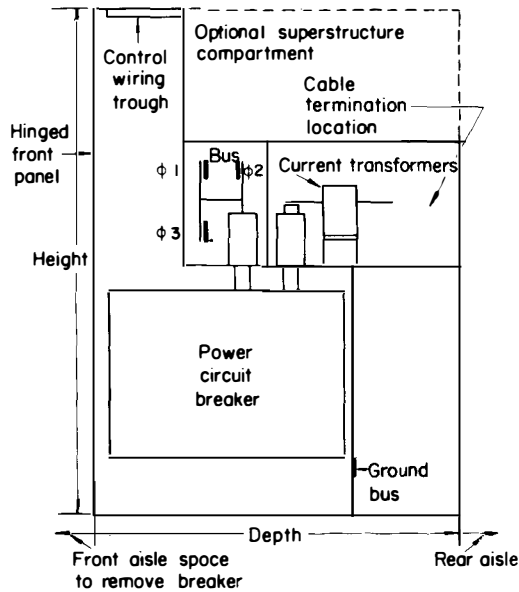 Optional superstructure
compartment
Control
wiring
trough
Cable
termination
location
Hinged
front
panel
Bus
ϕ 1
ϕ2
Current transformers
ϕ 3
Height
Power
circuit
breaker
Ground
bus
Depth
Front aisle space
to remove breaker
Rear aisle